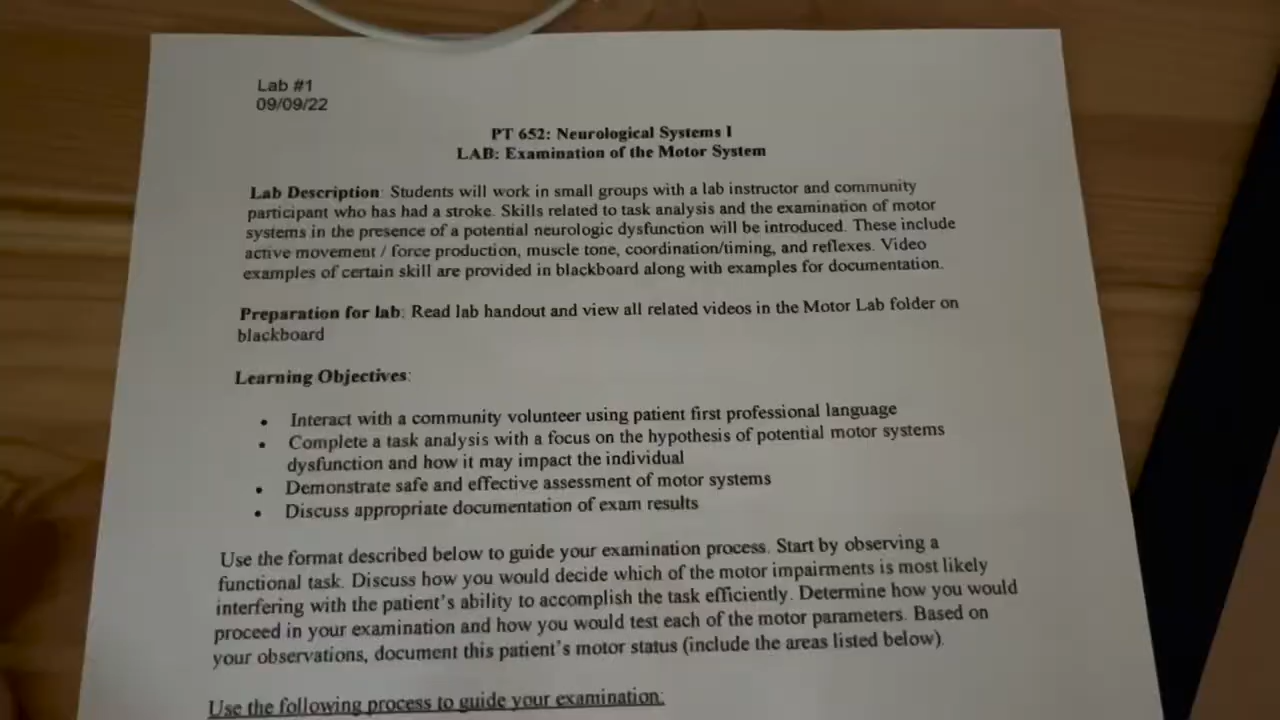 Lab #1
09/09/22
PT 652: Neurological Systems I
LAB: Examination of the Motor System
Lab Description: Students will work in small groups with a lab instructor and community
participant who has had a stroke. Skills related to task analysis and the examination of motor
systems in the presence of a potential neurologic dysfunction will be introduced. These include
active movement / force production, muscle tone, coordination/timing, and reflexes. Video
examples of certain skill are provided in blackboard along with examples for documentation.
Preparation for lab: Read lab handout and view all related videos in the Motor Lab folder on
blackboard
Learning Objectives:
• Interact with a community volunteer using patient first professional language
• Complete a task analysis with a focus on the hypothesis of potential motor systems
dysfunction and how it may impact the individual
• Demonstrate safe and effective assessment of motor systems
• Discuss appropriate documentation of exam results
Use the format described below to guide your examination process. Start by observing a
functional task. Discuss how you would decide which of the motor impairments is most likely
interfering with the patient's ability to accomplish the task efficiently. Determine how you would
proceed in your examination and how you would test each of the motor parameters. Based on
your observations, document this patient's motor status (include the areas listed below).
Use the following process to guide your examination: